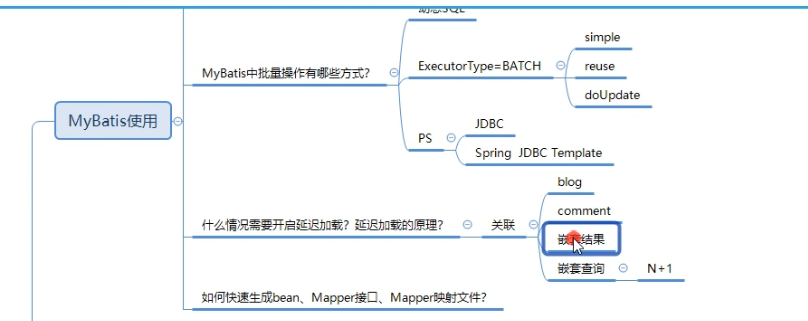 MyBatis使用
MyBatis中批量操作有哪些方式?
ExecutorType=BATCH
simple
reuse
doUpdate
PS
JDBC
Spring JDBC Template
什么情况需要开启延迟加载?延迟加载的原理?
关联
blog
comment
结果
嵌套查询
N+1
如何快速生成bean、Mapper接口、Mapper映射文件?